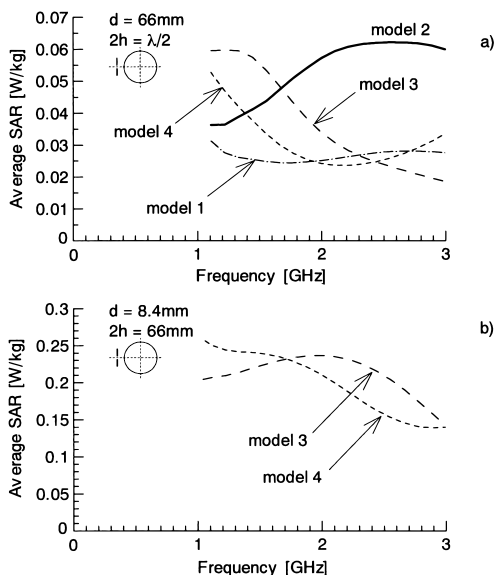 d = 66mm
2h = λ/2
a)
Average SAR [W/kg]
0.07
0.06
0.05
0.04
0.03
0.02
0.01
0
model 2
model 3
model 4
model 1
0 1 2 3
Frequency [GHz]
d = 8.4mm
2h = 66mm
b)
Average SAR [W/kg]
0.3
0.25
0.20
0.15
0.1
0.05
0
model 3
model 4
0 1 2 3
Frequency [GHz]